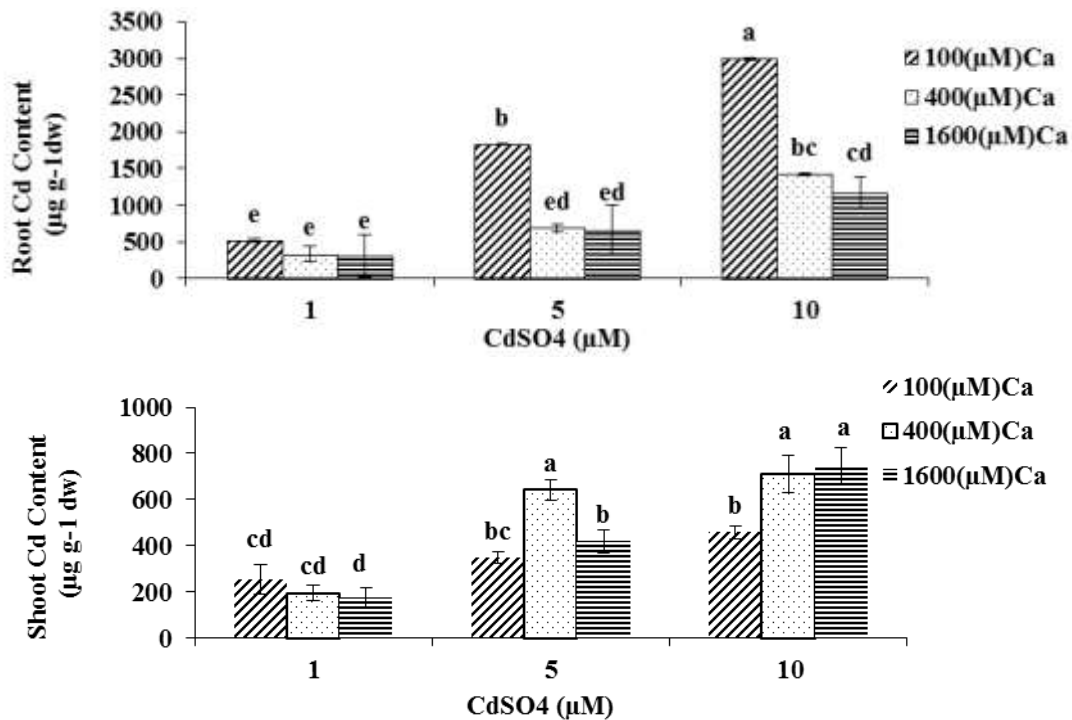 Root Cd Content
(µg g-1dw)
3500
3000
2500
2000
1500
1000
500
0
e
e
e
b
ed
ed
a
bc
cd
1
5
10
CdSO4 (µM)
100(µM)Ca
400(µM)Ca
1600(µM)Ca
Shoot Cd Content
(µg g-1 dw)
1000
800
600
400
200
0
cd
cd
d
bc
a
b
b
a
a
1
5
10
CdSO4 (µM)
100(µM)Ca
400(µM)Ca
1600(µM)Ca